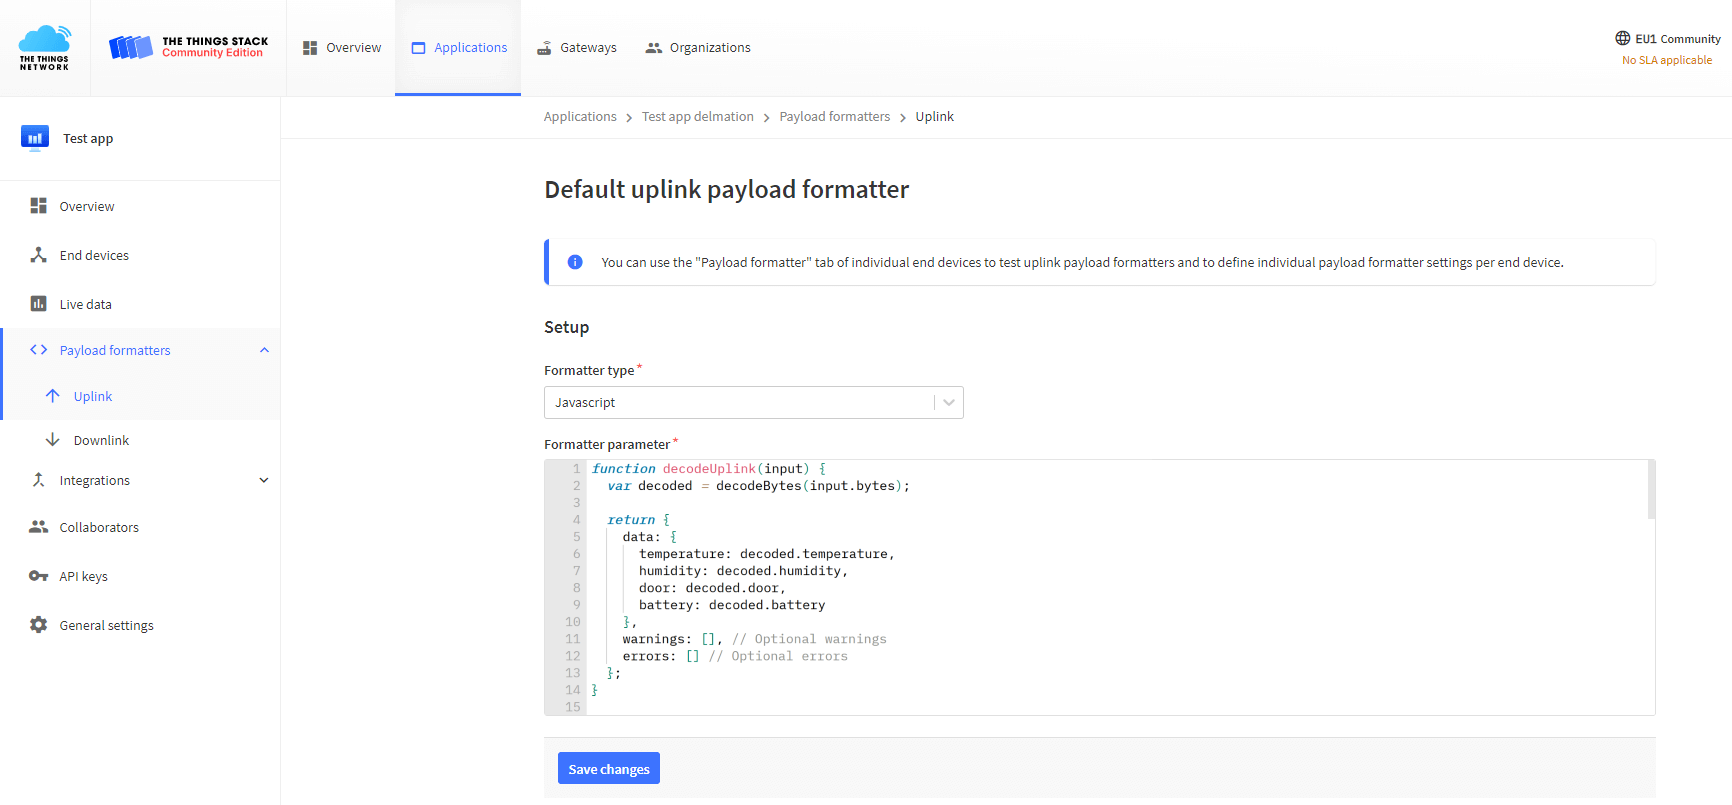 THE THINGS
NETWORK
THE THINGS STACK
Community Edition
Overview
Applications
Gateways
Organizations
EU1 Community
No SLA applicable
Test app
Overview
End devices
Live data
Payload formatters
Uplink
Downlink
Integrations
Collaborators
API keys
General settings
Applications > Test app delmation > Payload formatters > Uplink
Default uplink payload formatter
You can use the "Payload formatter" tab of individual end devices to test uplink payload formatters and to define individual payload formatter settings per end device.
Setup
Formatter type*
Javascript
Formatter parameter*
1 function decodeUplink(input) {
2 var decoded = decodeBytes(input.bytes);
3
4 return {
5 data: {
6 temperature: decoded.temperature,
7 humidity: decoded.humidity,
8 door: decoded.door,
9 battery: decoded.battery
10 },
11 warnings: [], // Optional warnings
12 errors: [] // Optional errors
13 };
14 }
15
Save changes